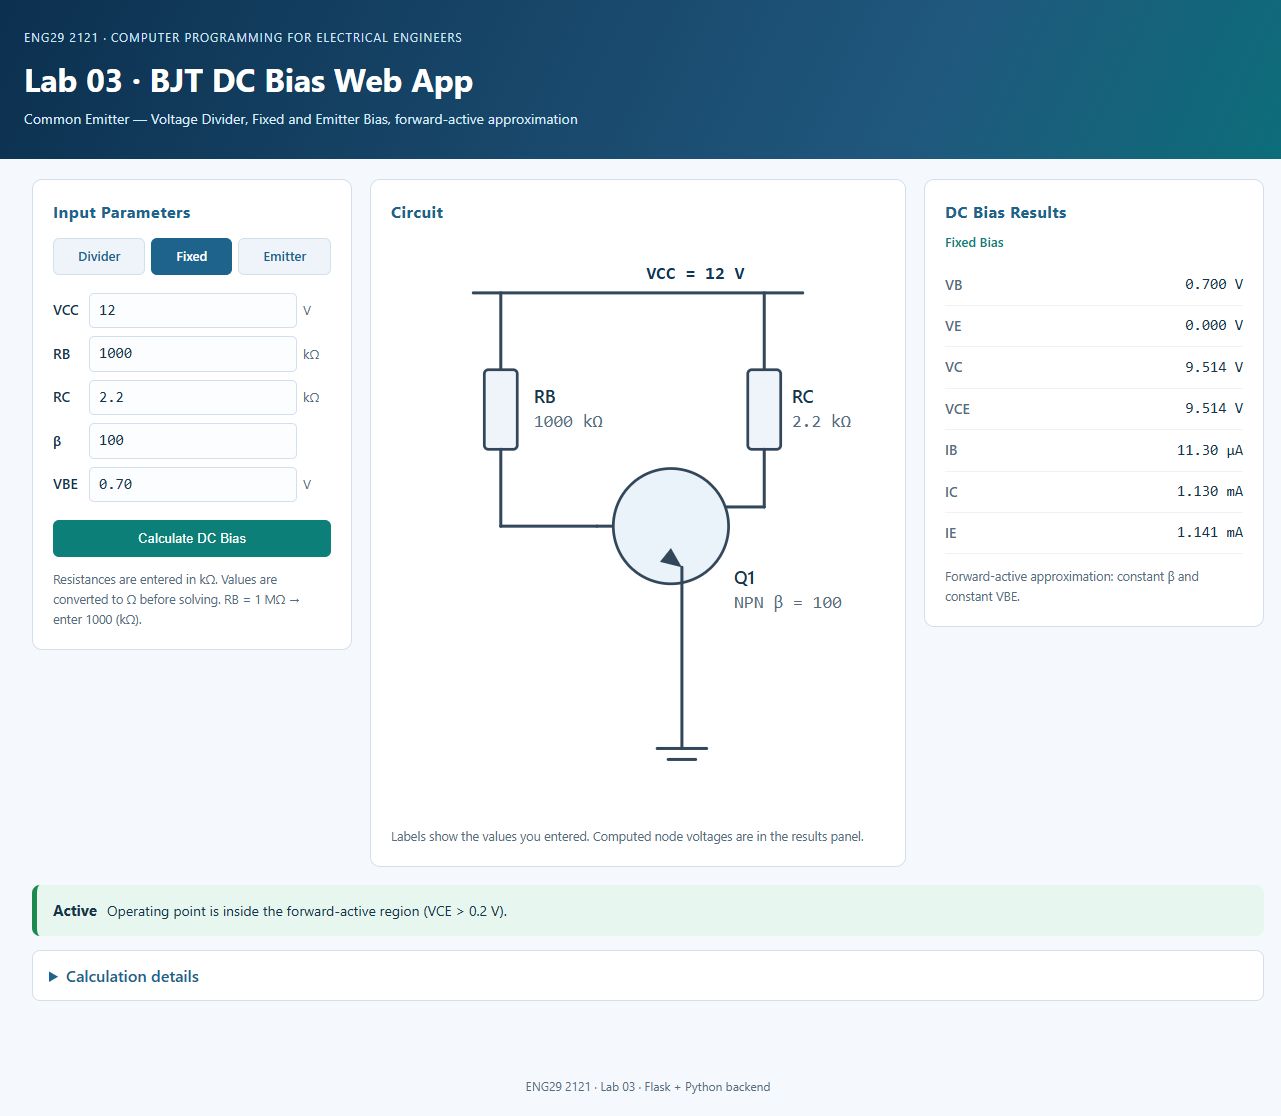 ENG29 2121 · COMPUTER PROGRAMMING FOR ELECTRICAL ENGINEERS
Lab 03 · BJT DC Bias Web App
Common Emitter — Voltage Divider, Fixed and Emitter Bias, forward-active approximation
Input Parameters
Divider
Fixed
Emitter
VCC 12 V
RB 1000 kΩ
RC 2.2 kΩ
β 100
VBE 0.70 V
Calculate DC Bias
Resistances are entered in kΩ. Values are
converted to Ω before solving. RB = 1 MΩ →
enter 1000 (kΩ).
Circuit
VCC = 12 V
RB
1000 kΩ
RC
2.2 kΩ
Q1
NPN β = 100
Labels show the values you entered. Computed node voltages are in the results panel.
DC Bias Results
Fixed Bias
VB 0.700 V
VE 0.000 V
VC 9.514 V
VCE 9.514 V
IB 11.30 µA
IC 1.130 mA
IE 1.141 mA
Forward-active approximation: constant β and
constant VBE.
Active Operating point is inside the forward-active region (VCE > 0.2 V).
▶ Calculation details
ENG29 2121 · Lab 03 · Flask + Python backend